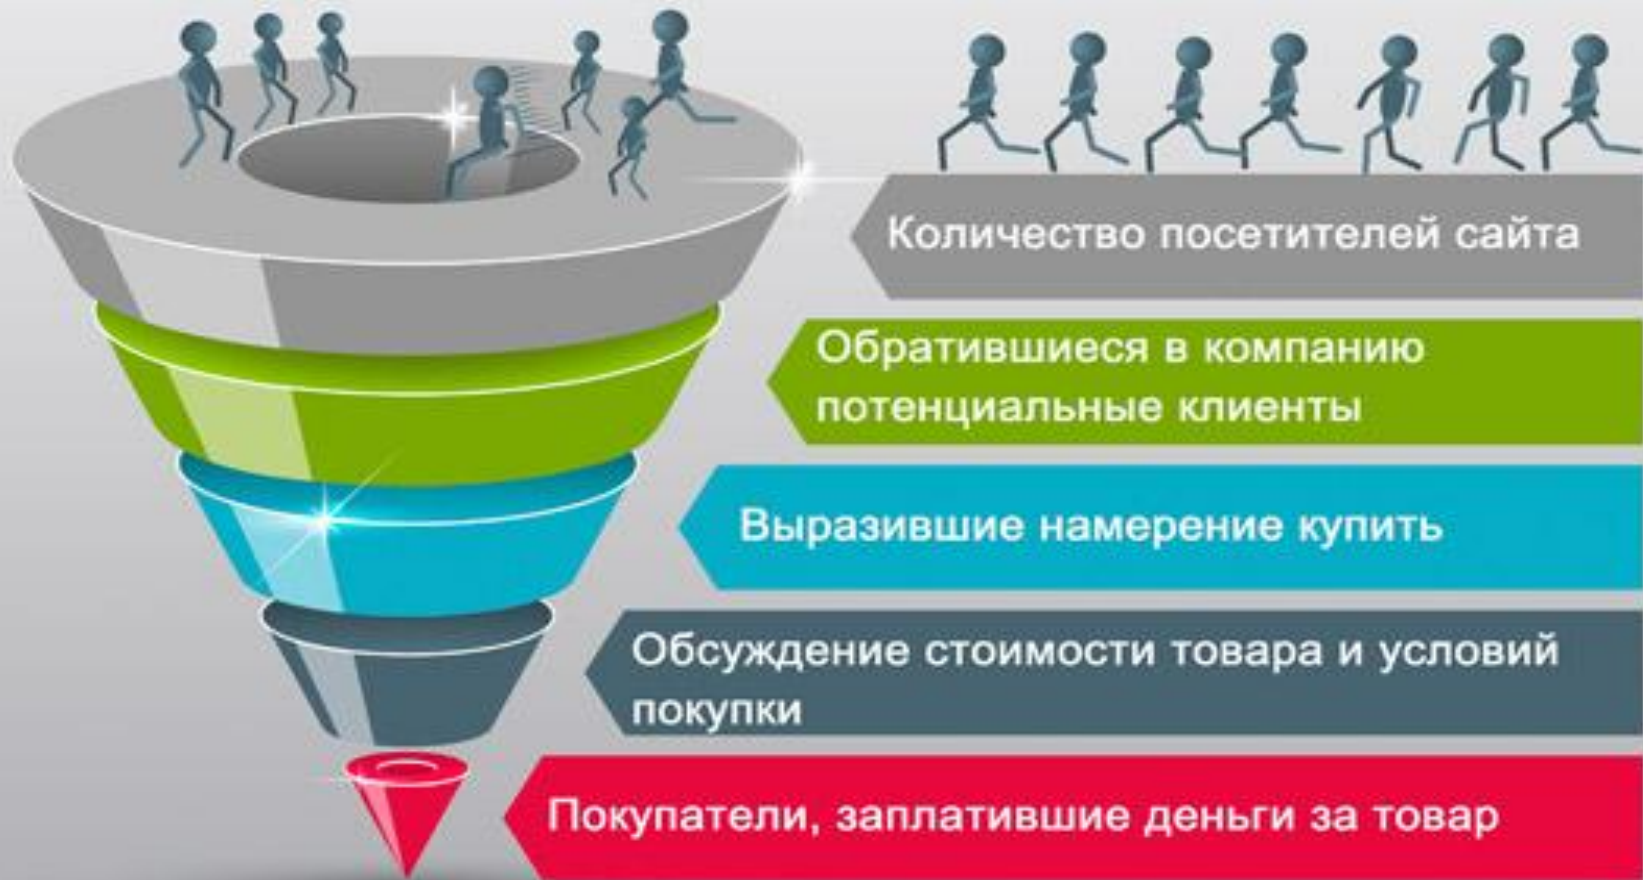 Количество посетителей сайта
Обратившиеся в компанию
потенциальные клиенты
Выразившие намерение купить
Обсуждение стоимости товара и условий
покупки
Покупатели, заплатившие деньги за товар